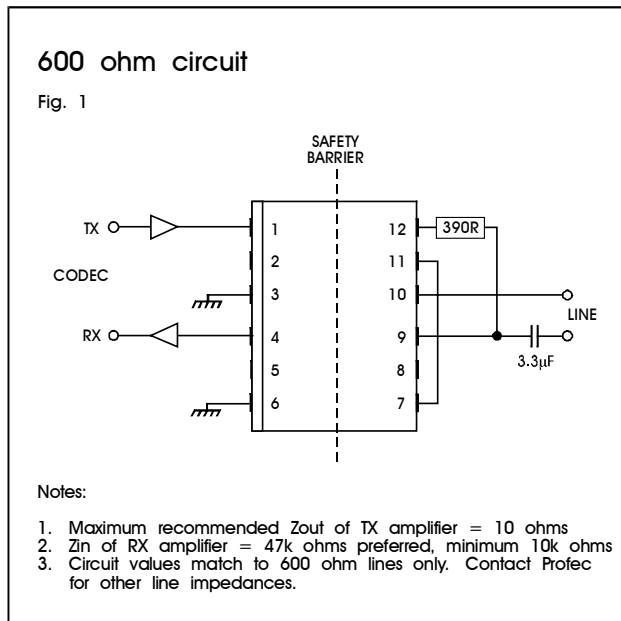 600 ohm circuit
Fig. 1
SAFETY
BARRIER
TX
1
12
390R
2
11
CODEC
3
10
LINE
RX
4
9
3.3µF
5
8
6
7
Notes:
1. Maximum recommended Zout of TX amplifier = 10 ohms
2. Zin of RX amplifier = 47k ohms preferred, minimum 10k ohms
3. Circuit values match to 600 ohm lines only. Contact Profec
for other line impedances.